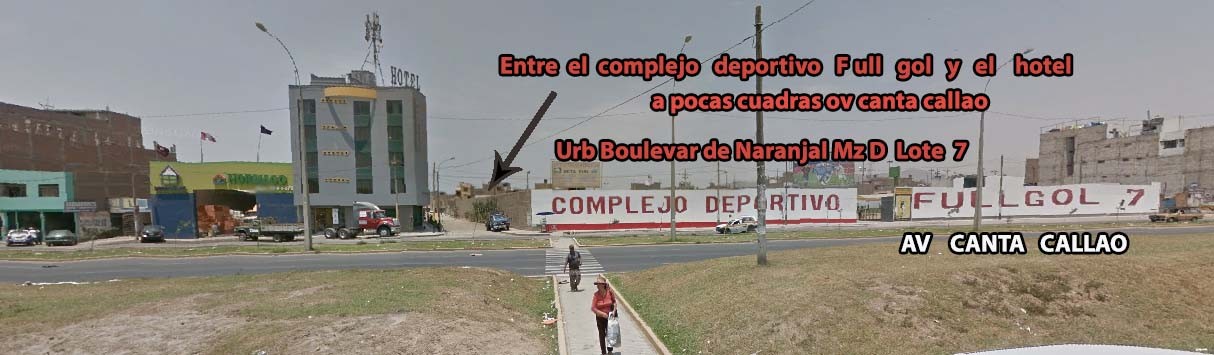 Entre el complejo deportivo Full gol y el hotel
a pocas cuadras ov canta callao
Urb Boulevar de Naranjal Mz D Lote 7
HOTEL
COMPLEJO DEPORTIVO
FULLGOL 7
AV CANTA CALLAO